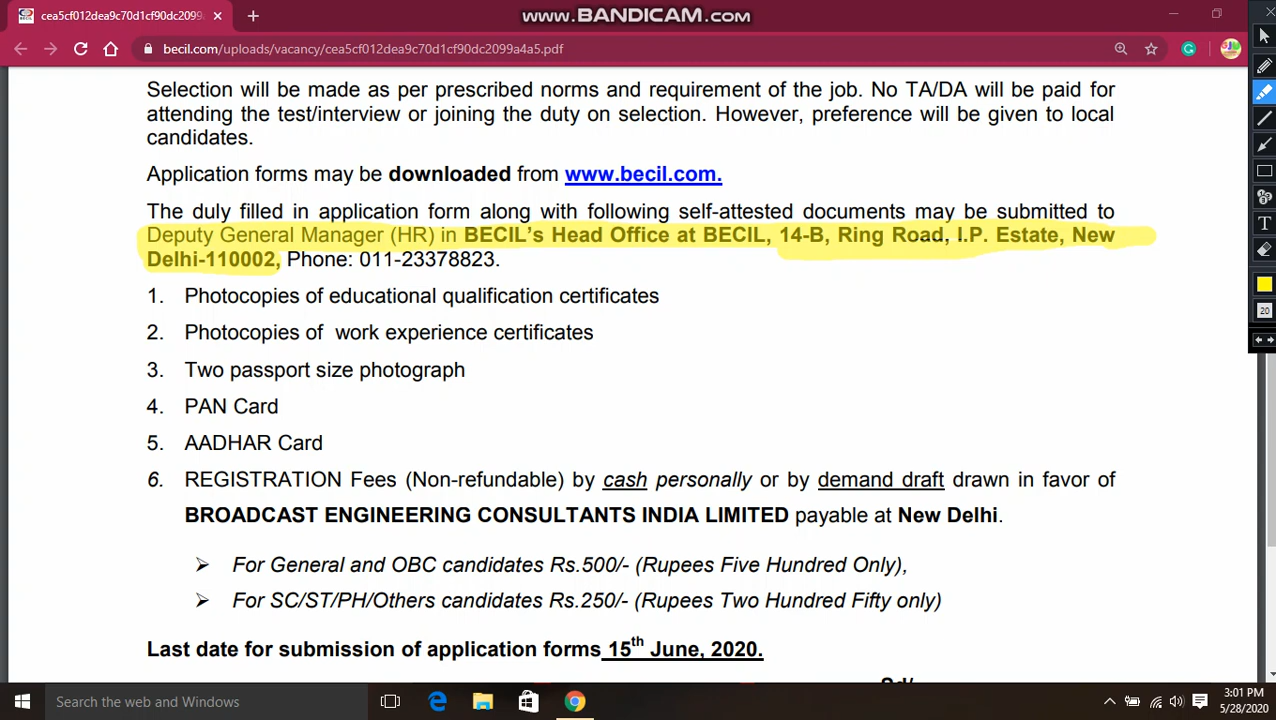 cea5cf012dea9c70d1cf90dc2099
www.BANDICAM.com
becil.com/uploads/vacancy/cea5cf012dea9c70d1cf90dc2099a4a5.pdf
Selection will be made as per prescribed norms and requirement of the job. No TA/DA will be paid for
attending the test/interview or joining the duty on selection. However, preference will be given to local
candidates.
Application forms may be downloaded from www.becil.com.
The duly filled in application form along with following self-attested documents may be submitted to
Deputy General Manager (HR) in BECIL's Head Office at BECIL, 14-B, Ring Road, I.P. Estate, New
Delhi-110002, Phone: 011-23378823.
1. Photocopies of educational qualification certificates
2. Photocopies of work experience certificates
3. Two passport size photograph
4. PAN Card
5. AADHAR Card
6. REGISTRATION Fees (Non-refundable) by cash personally or by demand draft drawn in favor of
BROADCAST ENGINEERING CONSULTANTS INDIA LIMITED payable at New Delhi.
➢ For General and OBC candidates Rs.500/- (Rupees Five Hundred Only),
➢ For SC/ST/PH/Others candidates Rs.250/- (Rupees Two Hundred Fifty only)
Last date for submission of application forms 15th June, 2020.
T
20
Search the web and Windows
3:01 PM
5/28/2020